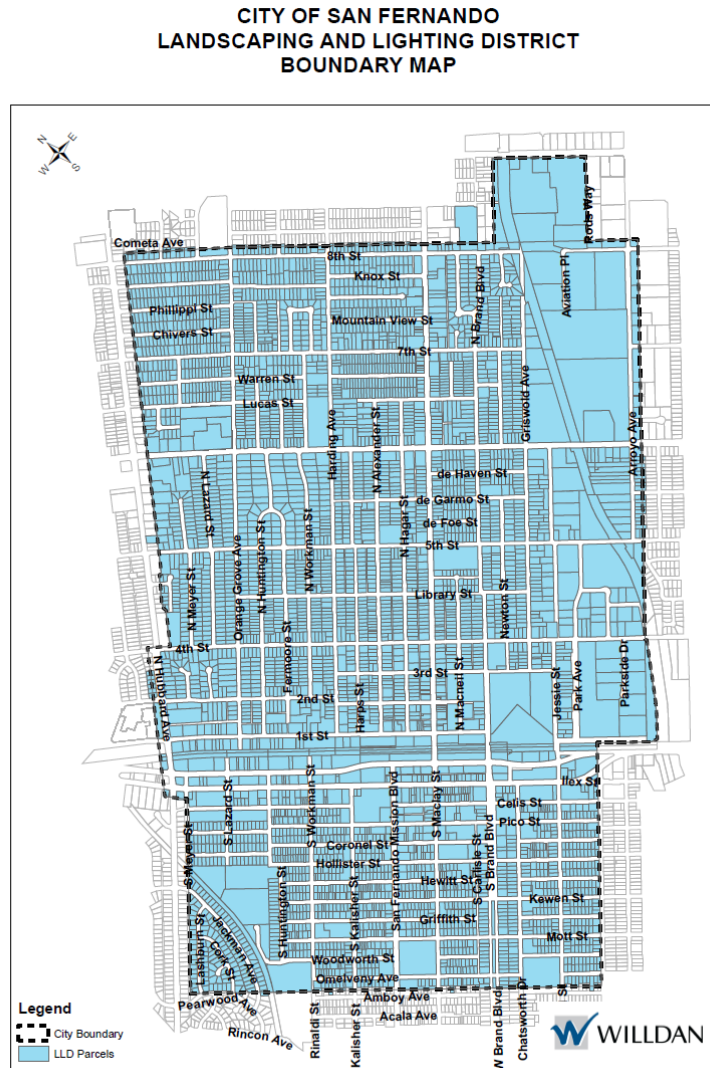 CITY OF SAN FERNANDO
LANDSCAPING AND LIGHTING DISTRICT
BOUNDARY MAP
N
E
W
S
Cometa Ave
8th St
Rods Way
Knox St
N Brand Blvd
Aviation Pl
Phillippi St
Mountain View St
Chivers St
7th St
Warren St
Lucas St
Harding Ave
N Alexander St
Griswold Ave
Arroyo Ave
N Lazard St
de Haven St
de Garmo St
N Hagar St
de Foe St
5th St
N Workman St
N Huntington St
Orange Grove Ave
N Meyer St
Library St
Newton St
4th St
Fermoore St
3rd St
N Macneil St
Jessie St
Park Ave
Parkside Dr
N Hubbard Ave
2nd St
Harps St
1st St
Ilex St
S Lazard St
S Workman St
San Fernando Mission Blvd
S Maclay St
Celis St
Pico St
S Meyer St
Coronel St
Hollister St
S Carlisle St
S Brand Blvd
Hewitt St
Kewen St
S Huntington St
S Kalisher St
Griffith St
Mott St
Lashburn St
Jackman Ave
Cork St
Woodworth St
Omelveny Ave
Pearwood Ave
Amboy Ave
Acala Ave
Rincon Ave
Rinaldi St
Kalisher St
W Brand Blvd
Chatsworth Dr
St
Legend
City Boundary
LLD Parcels
WILLDAN